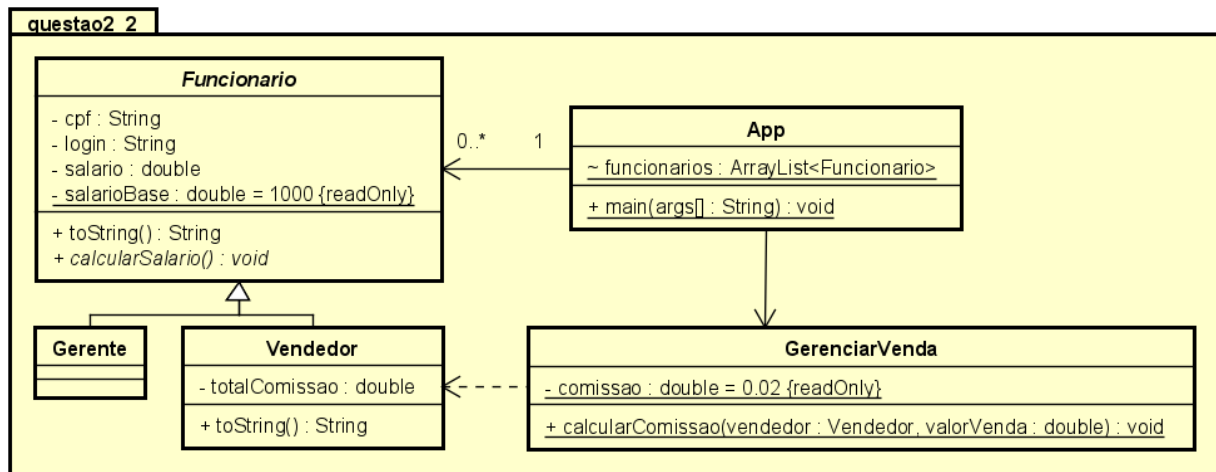 questao2_2
Funcionario
- cpf : String
- login : String
- salario : double
- salarioBase : double = 1000 {readOnly}
+ toString() : String
+ calcularSalario() : void
0..*
1
App
~ funcionarios : ArrayList<Funcionario>
+ main(args[] : String) : void
Gerente
Vendedor
- totalComissao : double
+ toString() : String
GerenciarVenda
- comissao : double = 0.02 {readOnly}
+ calcularComissao(vendedor : Vendedor, valorVenda : double) : void